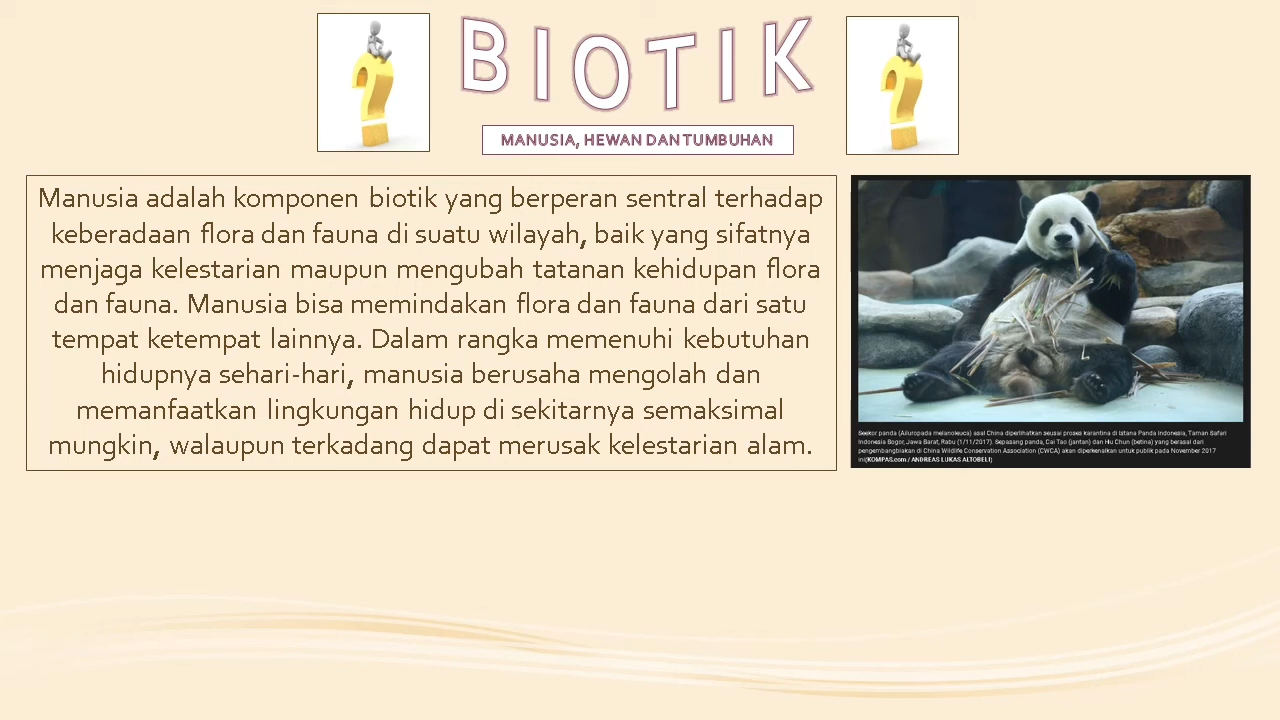 BIOTIK
MANUSIA, HEWAN DAN TUMBUHAN
Manusia adalah komponen biotik yang berperan sentral terhadap
keberadaan flora dan fauna di suatu wilayah, baik yang sifatnya
menjaga kelestarian maupun mengubah tatanan kehidupan flora
dan fauna. Manusia bisa memindakan flora dan fauna dari satu
tempat ketempat lainnya. Dalam rangka memenuhi kebutuhan
hidupnya sehari-hari, manusia berusaha mengolah dan
memanfaatkan lingkungan hidup di sekitarnya semaksimal
mungkin, walaupun terkadang dapat merusak kelestarian alam.
Seekor panda (Ailuropada melanoleuca) asal China diperlihatkan seusai proses karantina di Istana Panda Indonesia, Taman Safari
Indonesia Bogor, Jawa Barat, Rabu (1/11/2017). Sepasang panda, Cai Tao (jantan) dan Hu Chun (betina) yang berasal dari
pengembangbiakan di China Wildlife Conservation Association (CWCA) akan diperkenalkan untuk publik pada November 2017
ini(KOMPAS.com / ANDREAS LUKAS ALTOBELI)